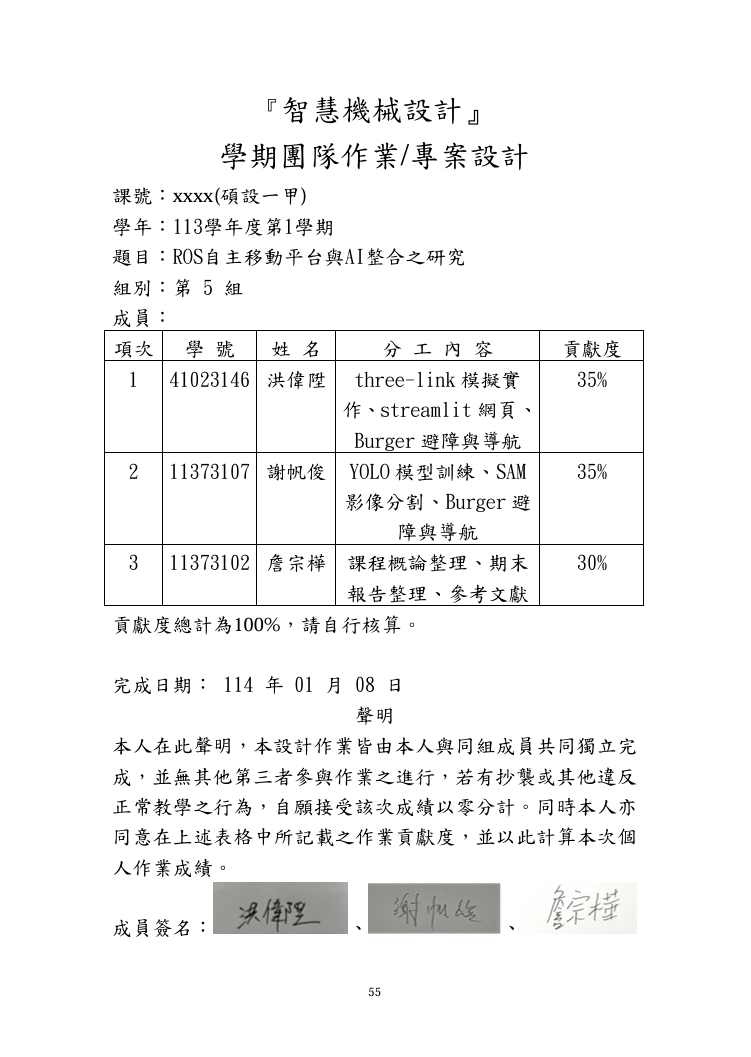 『智慧機械設計』
學期團隊作業/專案設計
課號：xxxx(碩設一甲)
學年：113學年度第1學期
題目：ROS自主移動平台與AI整合之研究
組別：第 5 組
成員：
項次 學 號 姓 名 分 工 內 容 貢獻度
1 41023146 洪偉陞 three-link 模擬實 35%
作、streamlit 網頁、
Burger 避障與導航
2 11373107 謝帆俊 YOLO 模型訓練、SAM 35%
影像分割、Burger 避
障與導航
3 11373102 詹宗樺 課程概論整理、期末 30%
報告整理、參考文獻
貢獻度總計為100%，請自行核算。
完成日期： 114 年 01 月 08 日
聲明
本人在此聲明，本設計作業皆由本人與同組成員共同獨立完
成，並無其他第三者參與作業之進行，若有抄襲或其他違反
正常教學之行為，自願接受該次成績以零分計。同時本人亦
同意在上述表格中所記載之作業貢獻度，並以此計算本次個
人作業成績。
成員簽名：洪偉陞、謝帆俊、詹宗樺
55